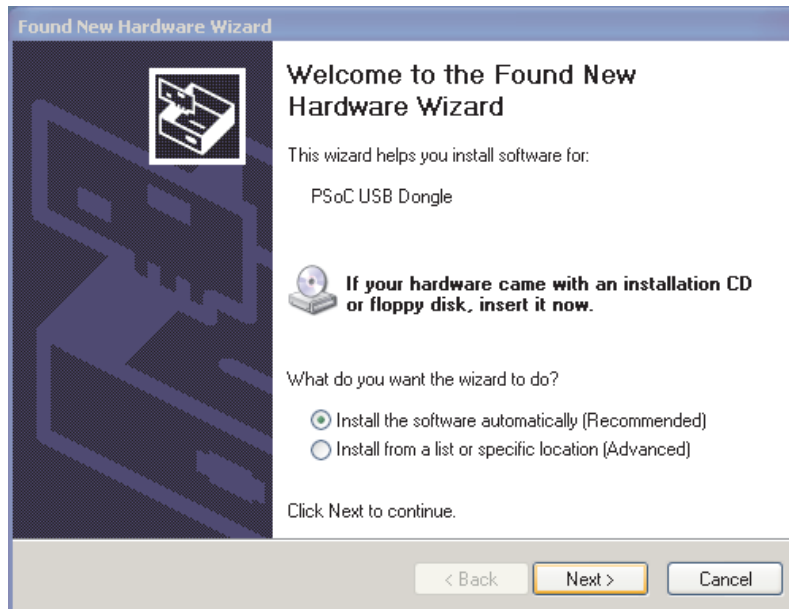 Found New Hardware Wizard
Welcome to the Found New
Hardware Wizard
This wizard helps you install software for:
PSoC USB Dongle
If your hardware came with an installation CD
or floppy disk, insert it now.
What do you want the wizard to do?
Install the software automatically (Recommended)
Install from a list or specific location (Advanced)
Click Next to continue.
< Back Next > Cancel